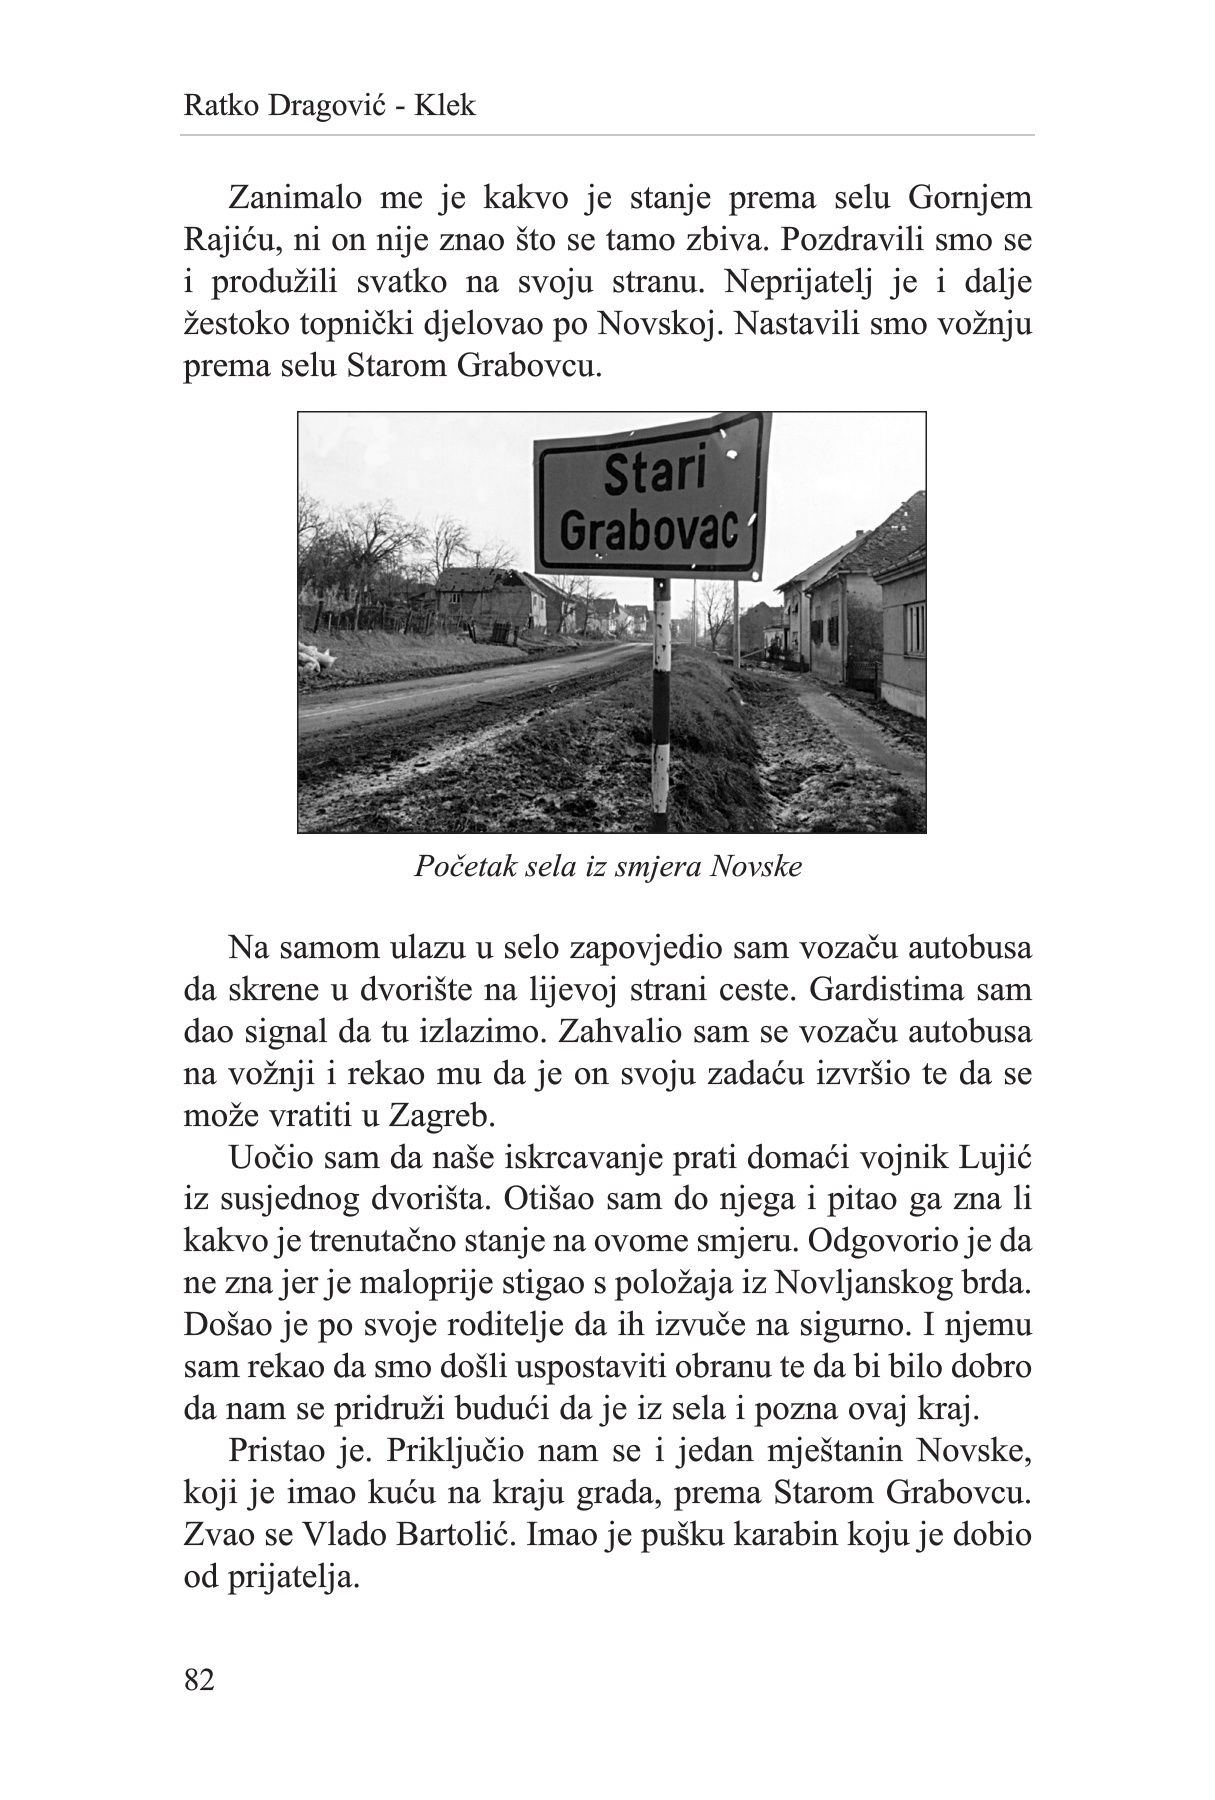 Ratko Dragović - Klek
Zanimalo me je kakvo je stanje prema selu Gornjem
Rajiću, ni on nije znao što se tamo zbiva. Pozdravili smo se
i produžili svatko na svoju stranu. Neprijatelj je i dalje
žestoko topnički djelovao po Novskoj. Nastavili smo vožnju
prema selu Starom Grabovcu.
Stari
Grabovac
Početak sela iz smjera Novske
Na samom ulazu u selo zapovjedio sam vozaču autobusa
da skrene u dvorište na lijevoj strani ceste. Gardistima sam
dao signal da tu izlazimo. Zahvalio sam se vozaču autobusa
na vožnji i rekao mu da je on svoju zadaću izvršio te da se
može vratiti u Zagreb.
Uočio sam da naše iskrcavanje prati domaći vojnik Lujić
iz susjednog dvorišta. Otišao sam do njega i pitao ga zna li
kakvo je trenutačno stanje na ovome smjeru. Odgovorio je da
ne zna jer je maloprije stigao s položaja iz Novljanskog brda.
Došao je po svoje roditelje da ih izvuče na sigurno. I njemu
sam rekao da smo došli uspostaviti obranu te da bi bilo dobro
da nam se pridruži budući da je iz sela i pozna ovaj kraj.
Pristao je. Priključio nam se i jedan mještanin Novske,
koji je imao kuću na kraju grada, prema Starom Grabovcu.
Zvao se Vlado Bartolić. Imao je pušku karabin koju je dobio
od prijatelja.
82